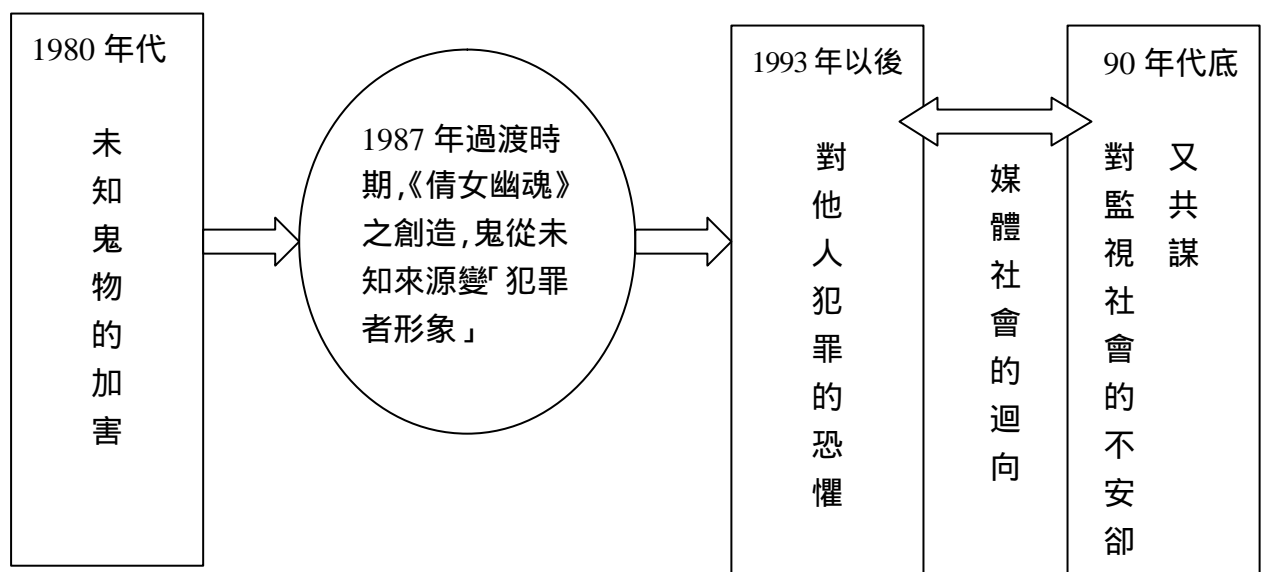 1980 年代
未知鬼物的加害
1987 年過渡時
期,《倩女幽魂》
之創造,鬼從未
知來源變「犯罪
者形象」
1993 年以後
對他人犯罪的恐懼
媒體社會的迴向
90 年代底
對監視社會的不安卻
又共謀